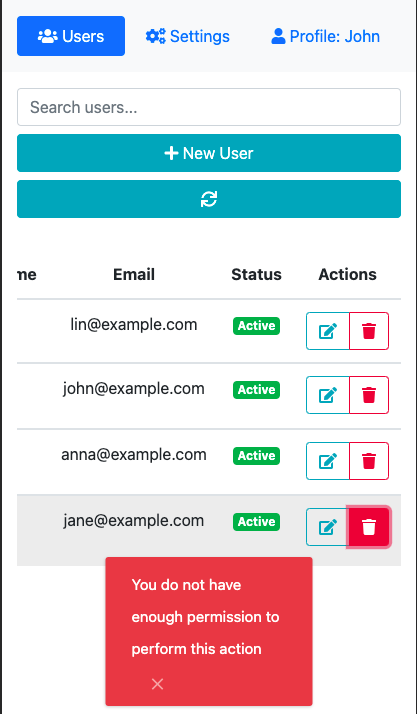 Users Settings Profile: John
Search users...
New User
me Email Status Actions
lin@example.com Active
john@example.com Active
anna@example.com Active
jane@example.com Active
You do not have
enough permission to
perform this action